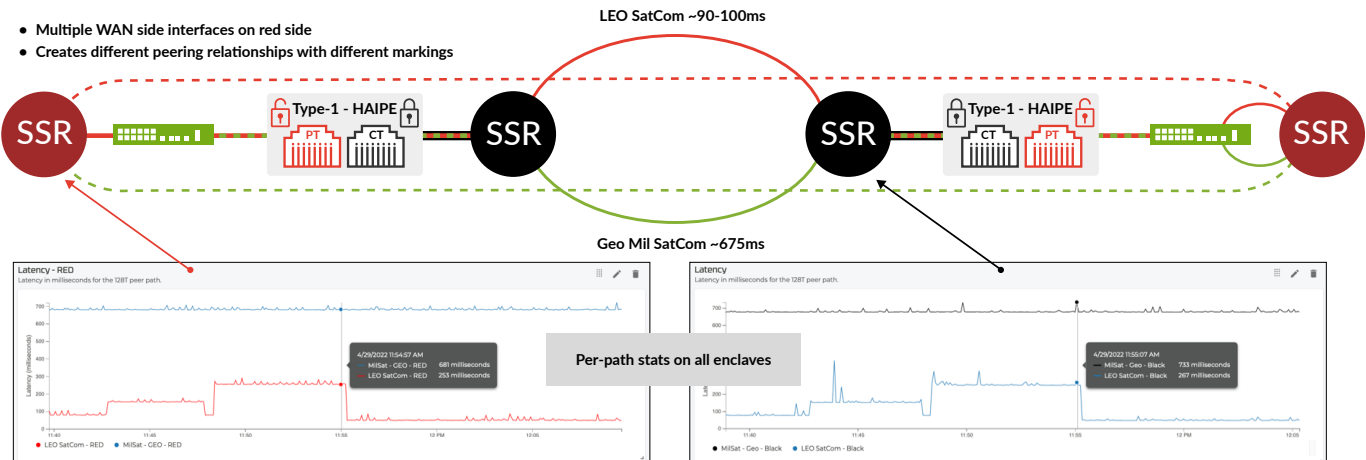 LEO SatCom ~90-100ms
● Multiple WAN side interfaces on red side
● Creates different peering relationships with different markings
SSR
Type-1 - HAIPE
PT
CT
SSR
SSR
Type-1 - HAIPE
CT
PT
SSR
Geo Mil SatCom ~675ms
Latency - RED
Latency in milliseconds for the 128T peer path.
Latency (milliseconds)
700
600
500
400
300
200
100
0
4/29/2022 11:54:57 AM
MilSat - GEO - RED 681 milliseconds
LEO SatCom - RED 253 milliseconds
11:40
11:45
11:50
11:55
12 PM
12:05
● LEO SatCom - RED ● MilSat - GEO - RED
Per-path stats on all enclaves
Latency
Latency in milliseconds for the 128T peer path.
700
600
200
100
0
4/29/2022 11:55:07 AM
MilSat - Geo - Black 733 milliseconds
LEO SatCom - Black 267 milliseconds
11:40
11:45
11:50
11:55
12 PM
12:05
● MilSat - Geo - Black ● LEO SatCom - Black